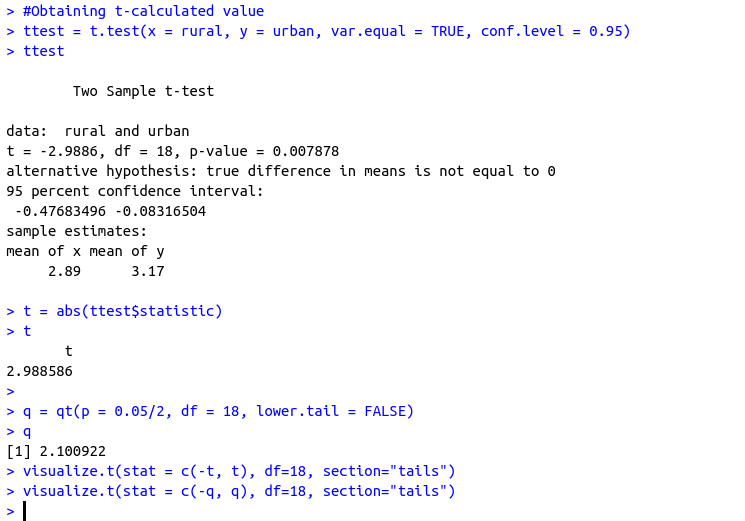 > #Obtaining t-calculated value
> ttest = t.test(x = rural, y = urban, var.equal = TRUE, conf.level = 0.95)
> ttest
Two Sample t-test
data:  rural and urban
t = -2.9886, df = 18, p-value = 0.007878
alternative hypothesis: true difference in means is not equal to 0
95 percent confidence interval:
 -0.47683496 -0.08316504
sample estimates:
mean of x mean of y
     2.89      3.17
> t = abs(ttest$statistic)
> t
       t
2.988586
>
> q = qt(p = 0.05/2, df = 18, lower.tail = FALSE)
> q
[1] 2.100922
> visualize.t(stat = c(-t, t), df=18, section="tails")
> visualize.t(stat = c(-q, q), df=18, section="tails")
>